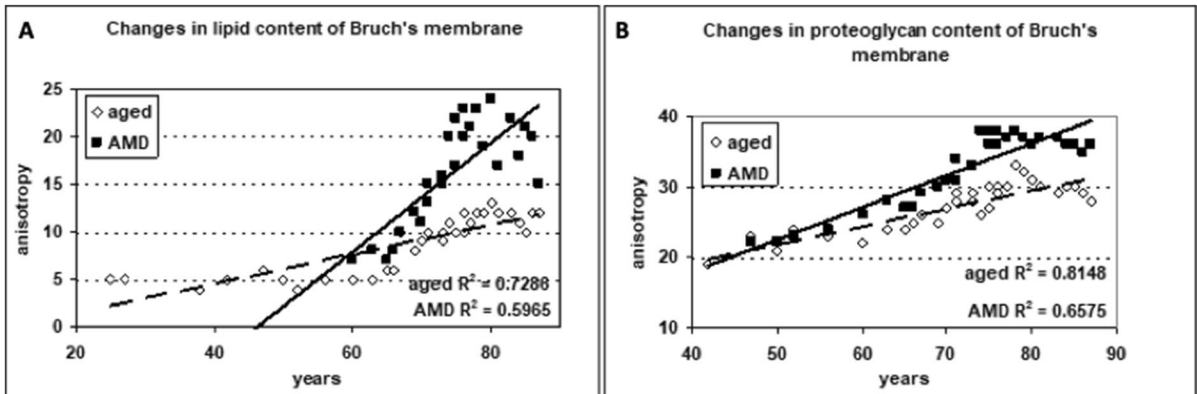 A
Changes in lipid content of Bruch's membrane
25
20
15
10
5
0
anisotropy
aged
AMD
aged R² = 0.7286
AMD R² = 0.5965
20
40
60
80
years
B
Changes in proteoglycan content of Bruch's
membrane
40
30
20
10
anisotropy
aged
AMD
aged R² = 0.8148
AMD R² = 0.6575
40
50
60
70
80
90
years